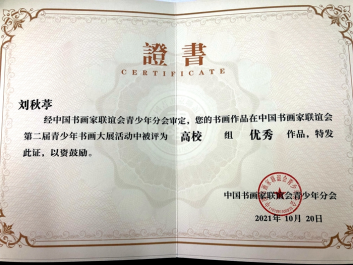 證書
CERTIFICATE
刘秋葶
经中国书画家联谊会青少年分会审定，您的书画作品在中国书画家联谊会
第二届青少年书画大展活动中被评为 高校 组 优秀 作品，特发
此证，以资鼓励。
中国书画家联谊会青少年分会
2021年 10月 20日